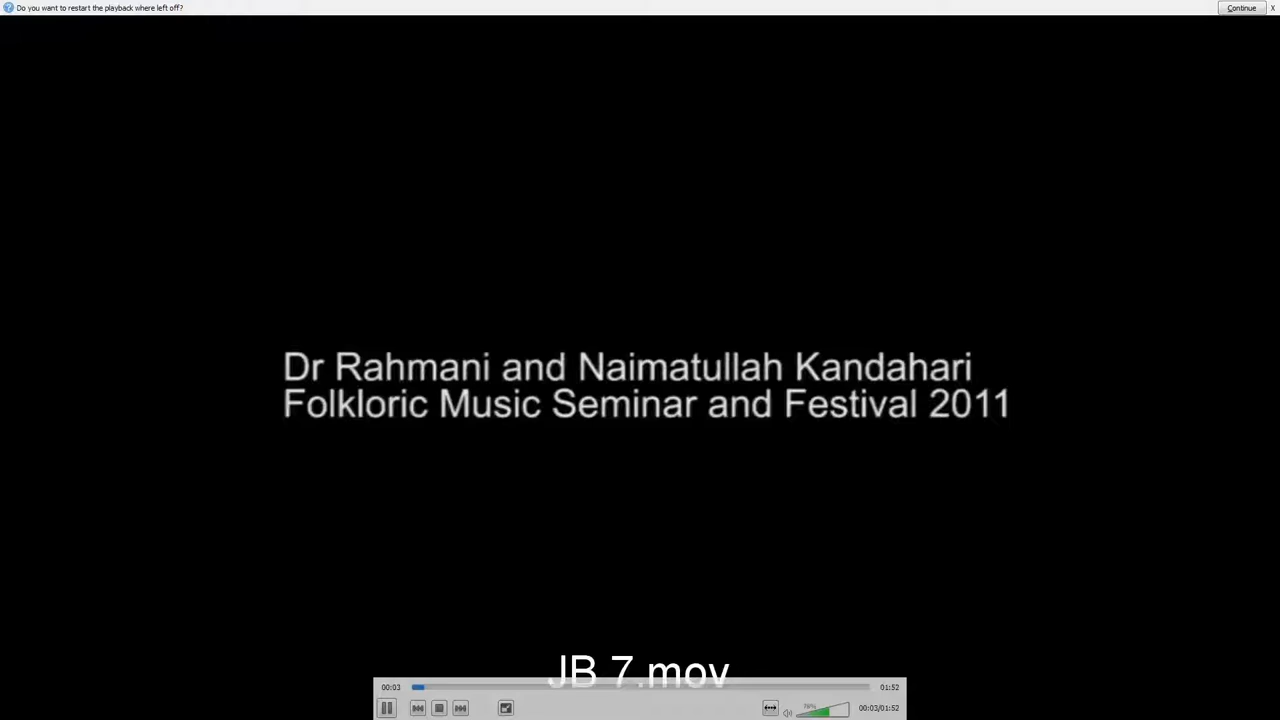 Do you want to restart the playback where left off?
Continue
X
Dr Rahmani and Naimatullah Kandahari
Folkloric Music Seminar and Festival 2011
JB 7.mov
00:03
01:52
00:03/01:52